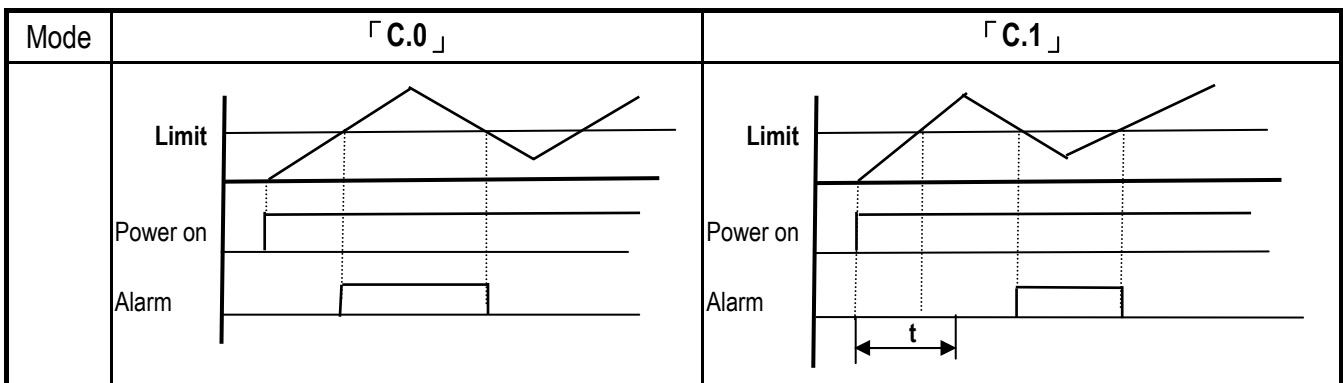 Mode 「C.0」 「C.1」
Limit
Power on
Alarm
Limit
Power on
Alarm
t